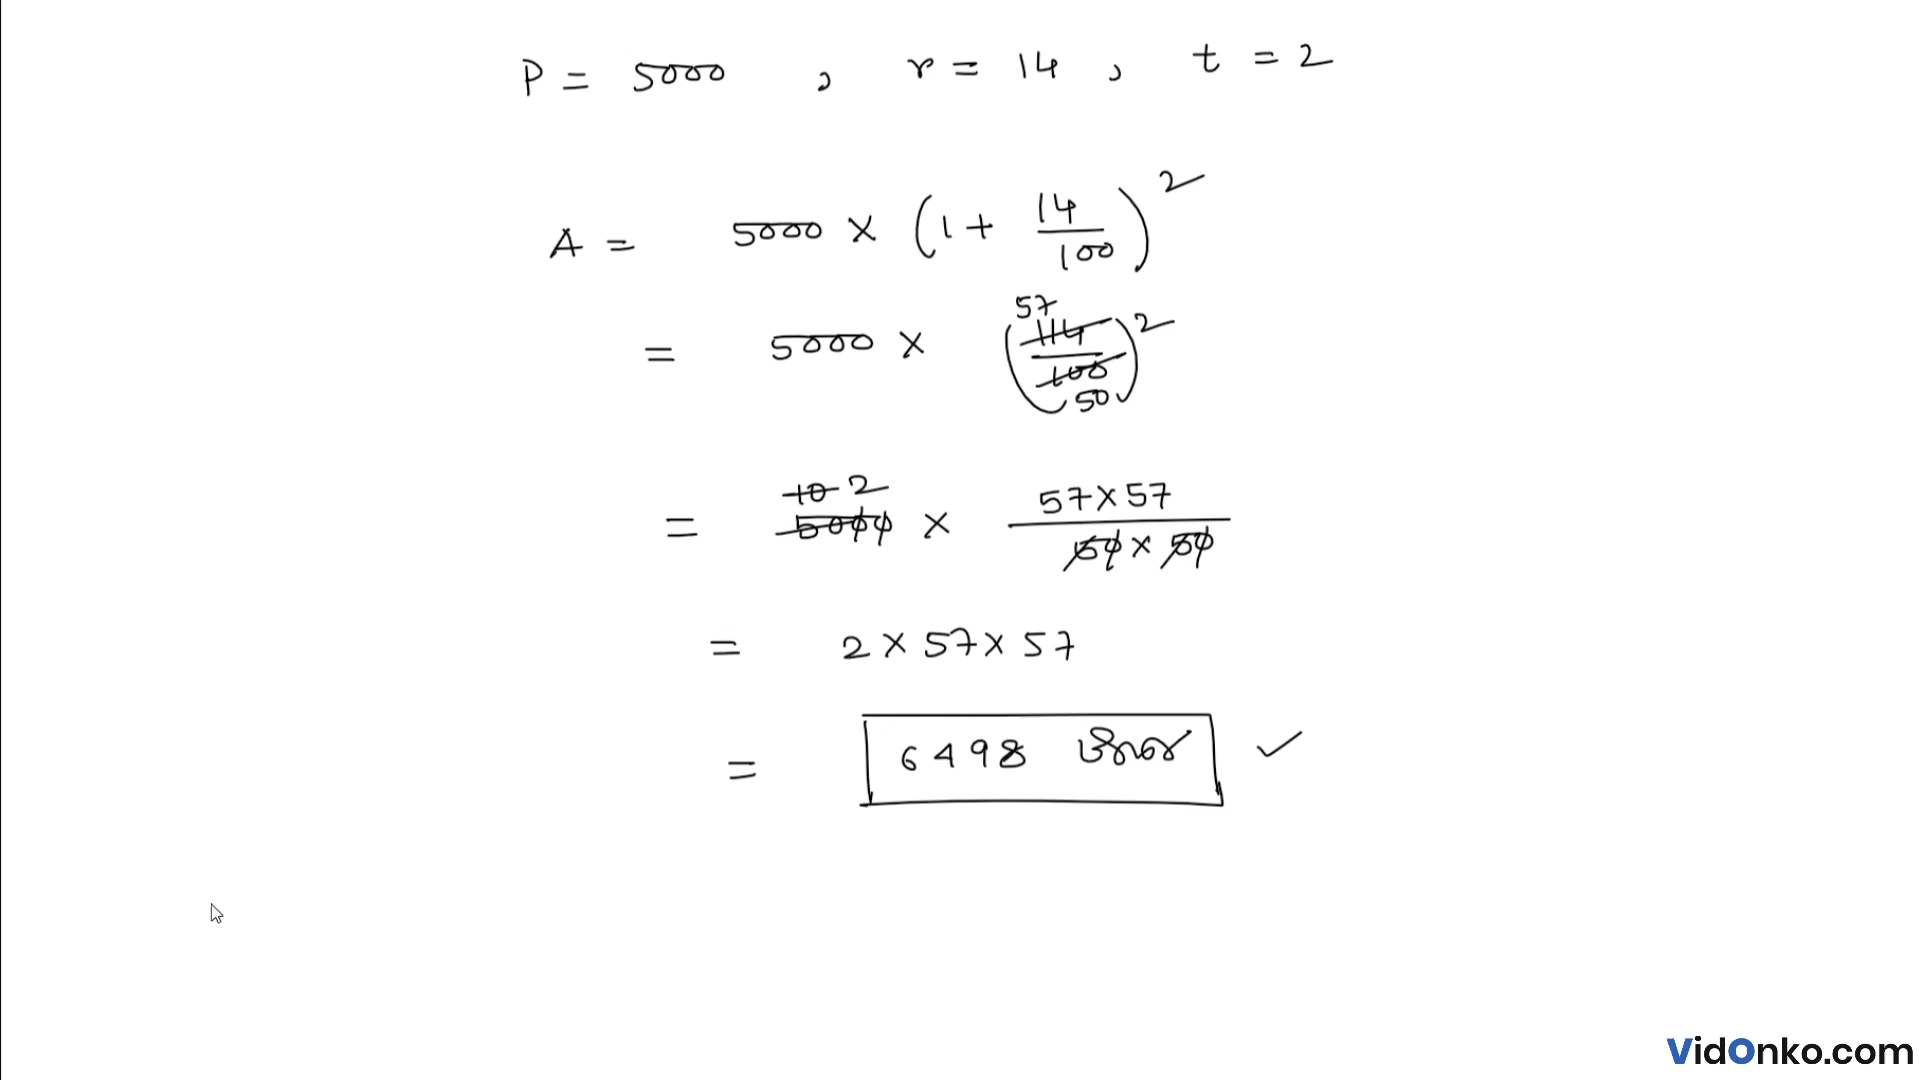 P = 5000 , r = 14 , t = 2
A = 5000 × (1 + 14/100)^2
= 5000 × (57 114/100 50)^2
= 10 2 5000 × 57×57/50×50
= 2 × 57 × 57
= 6498 ✓
VidOnko.com